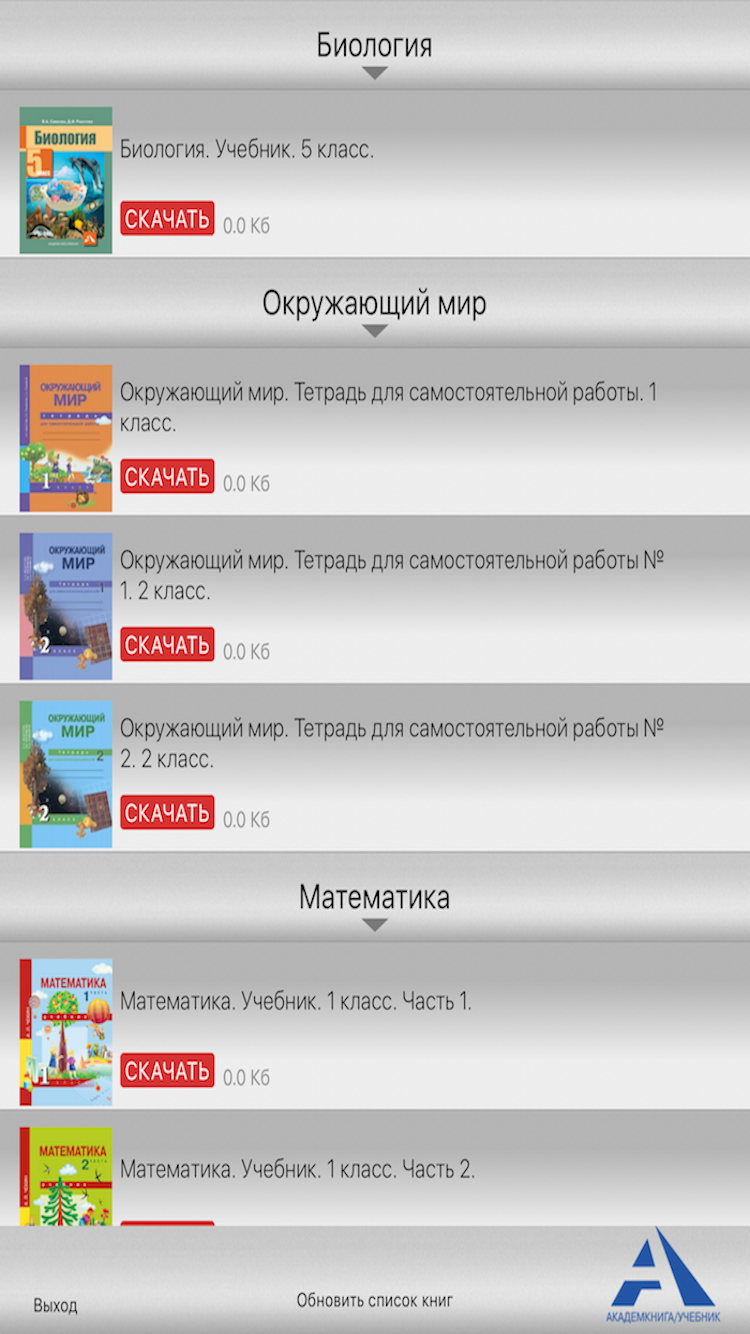 Биология
Биология
5
Биология. Учебник. 5 класс.
СКАЧАТЬ 0.0 Кб
Окружающий мир
ОКРУЖАЮЩИЙ
МИР
1
Окружающий мир. Тетрадь для самостоятельной работы. 1
класс.
СКАЧАТЬ 0.0 Кб
ОКРУЖАЮЩИЙ
МИР
1
2
Окружающий мир. Тетрадь для самостоятельной работы №
1. 2 класс.
СКАЧАТЬ 0.0 Кб
ОКРУЖАЮЩИЙ
МИР
2
2
Окружающий мир. Тетрадь для самостоятельной работы №
2. 2 класс.
СКАЧАТЬ 0.0 Кб
Математика
МАТЕМАТИКА
1
1
Математика. Учебник. 1 класс. Часть 1.
СКАЧАТЬ 0.0 Кб
МАТЕМАТИКА
2
Математика. Учебник. 1 класс. Часть 2.
Выход
Обновить список книг
АКАДЕМКНИГА/УЧЕБНИК